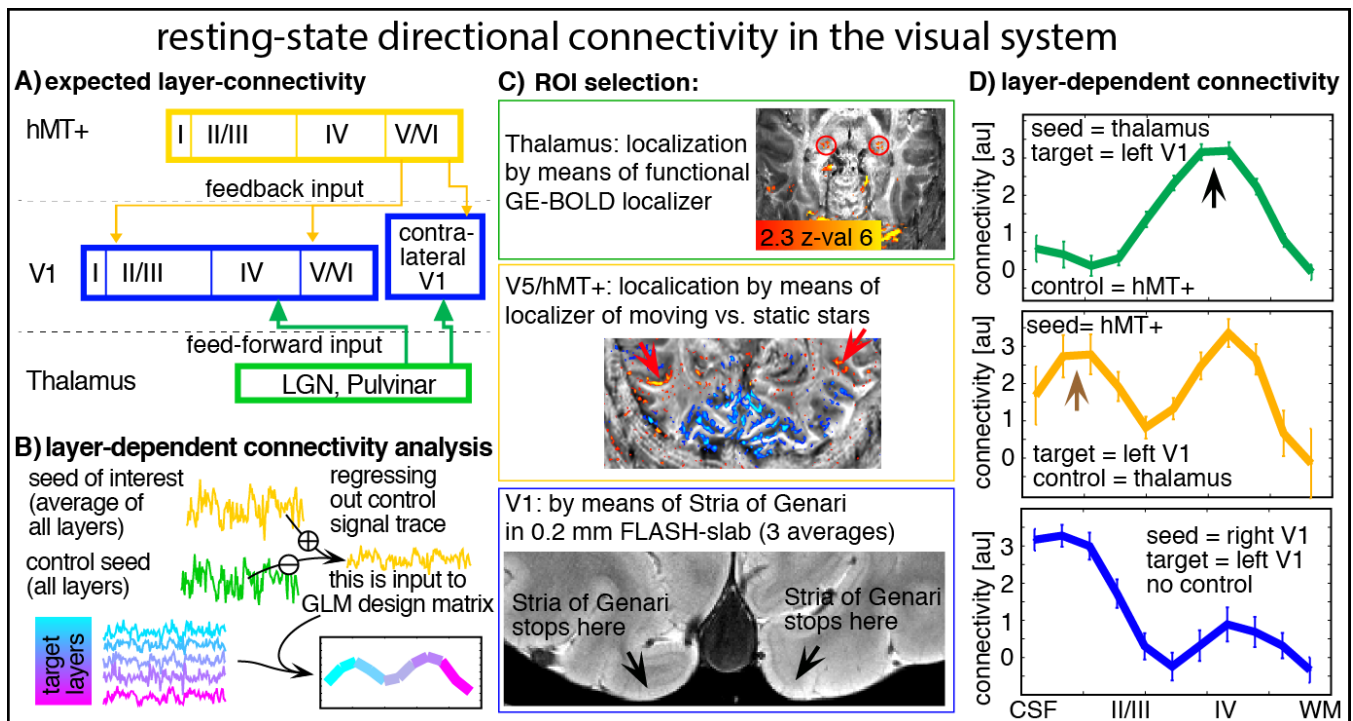 resting-state directional connectivity in the visual system
A) expected layer-connectivity
hMT+
I II/III IV V/VI
feedback input
V1
I II/III IV V/VI
contra-
lateral
V1
feed-forward input
Thalamus
LGN, Pulvinar
B) layer-dependent connectivity analysis
seed of interest
(average of
all layers)
regressing
out control
signal trace
control seed
(all layers)
this is input to
GLM design matrix
target
layers
C) ROI selection:
Thalamus: localization
by means of functional
GE-BOLD localizer
2.3 z-val 6
V5/hMT+: localication by means of
localizer of moving vs. static stars
V1: by means of Stria of Genari
in 0.2 mm FLASH-slab (3 averages)
Stria of Genari
stops here
Stria of Genari
stops here
D) layer-dependent connectivity
connectivity [au]
3
2
1
0
seed = thalamus
target = left V1
control = hMT+
connectivity [au]
3
2
1
0
seed= hMT+
target = left V1
control = thalamus
connectivity [au]
3
2
1
0
seed = right V1
target = left V1
no control
CSF II/III IV WM